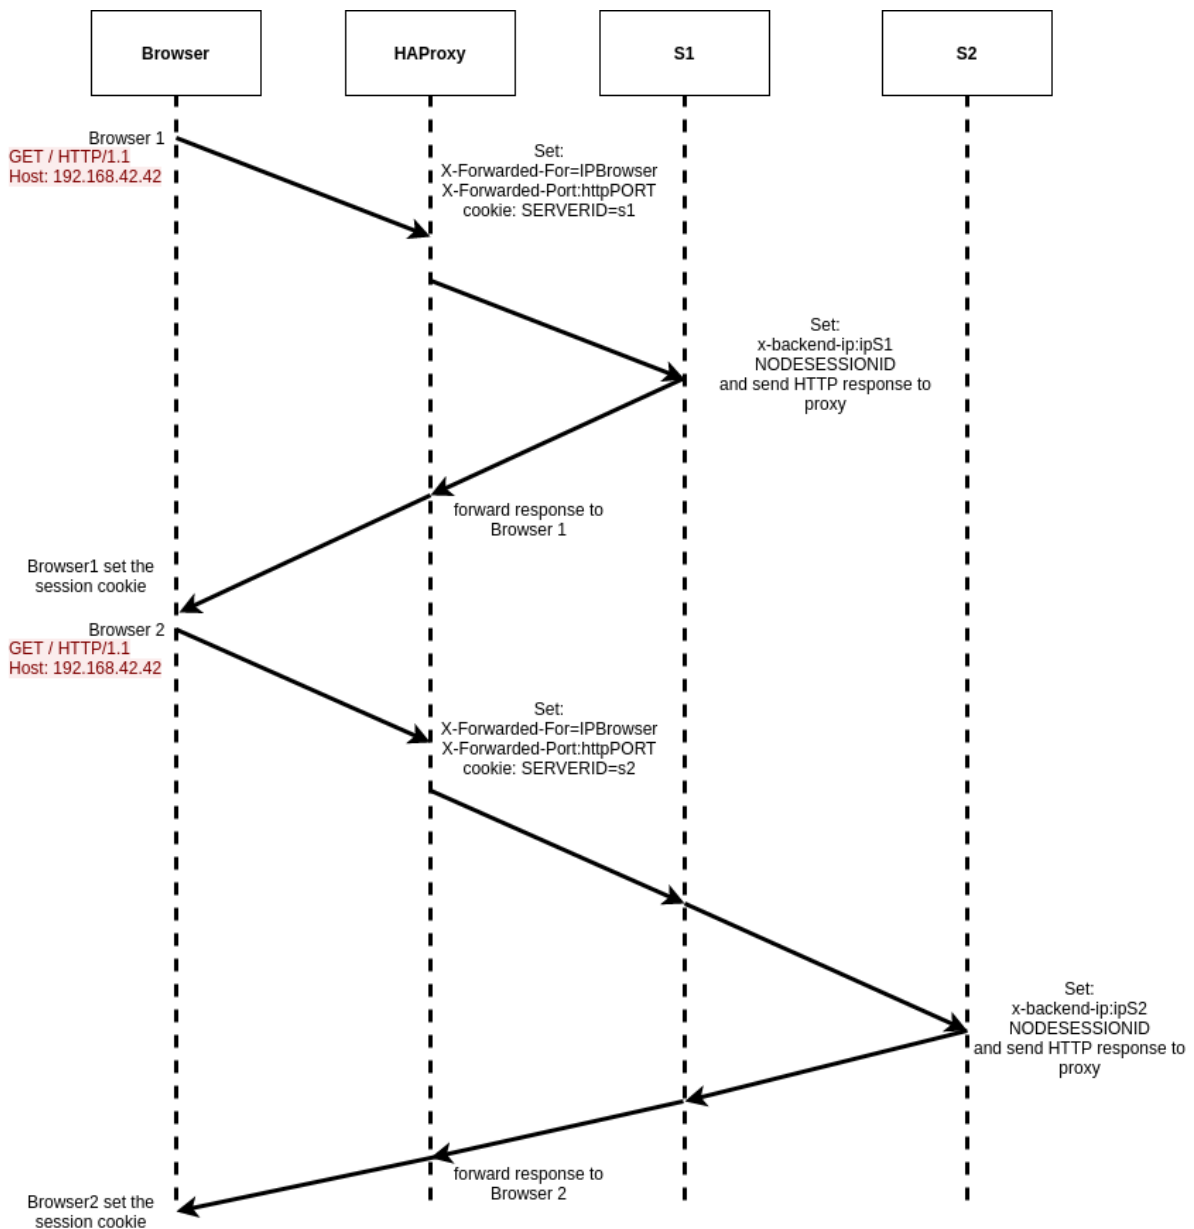 Browser
HAProxy
S1
S2
Browser 1
GET / HTTP/1.1
Host: 192.168.42.42
Set:
X-Forwarded-For=IPBrowser
X-Forwarded-Port:httpPORT
cookie: SERVERID=s1
Set:
x-backend-ip:ipS1
NODESESSIONID
and send HTTP response to
proxy
forward response to
Browser 1
Browser1 set the
session cookie
Browser 2
GET / HTTP/1.1
Host: 192.168.42.42
Set:
X-Forwarded-For=IPBrowser
X-Forwarded-Port:httpPORT
cookie: SERVERID=s2
Set:
x-backend-ip:ipS2
NODESESSIONID
and send HTTP response to
proxy
forward response to
Browser 2
Browser2 set the
session cookie